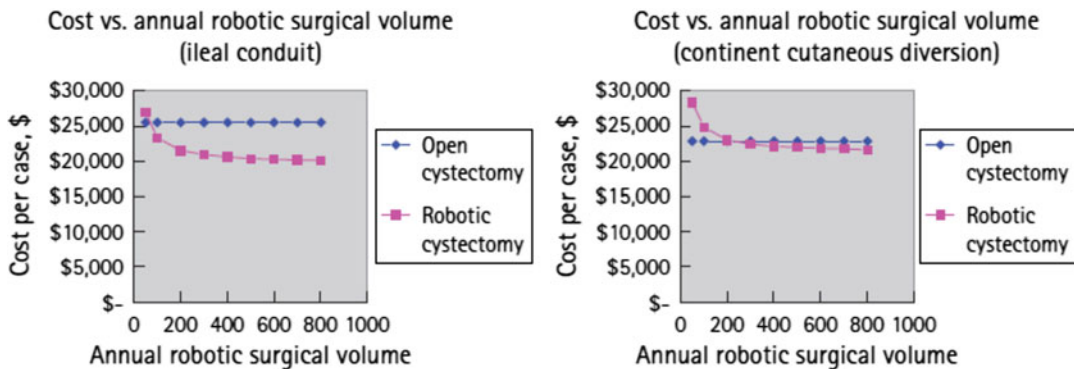 Cost vs. annual robotic surgical volume
(ileal conduit)
$30,000
$25,000
$20,000
$15,000
$10,000
$5,000
$-
Cost per case, $
0 200 400 600 800 1000
Annual robotic surgical volume
Open
cystectomy
Robotic
cystectomy
Cost vs. annual robotic surgical volume
(continent cutaneous diversion)
$30,000
$25,000
$20,000
$15,000
$10,000
$5,000
$-
Cost per case, $
0 200 400 600 800 1000
Annual robotic surgical volume
Open
cystectomy
Robotic
cystectomy